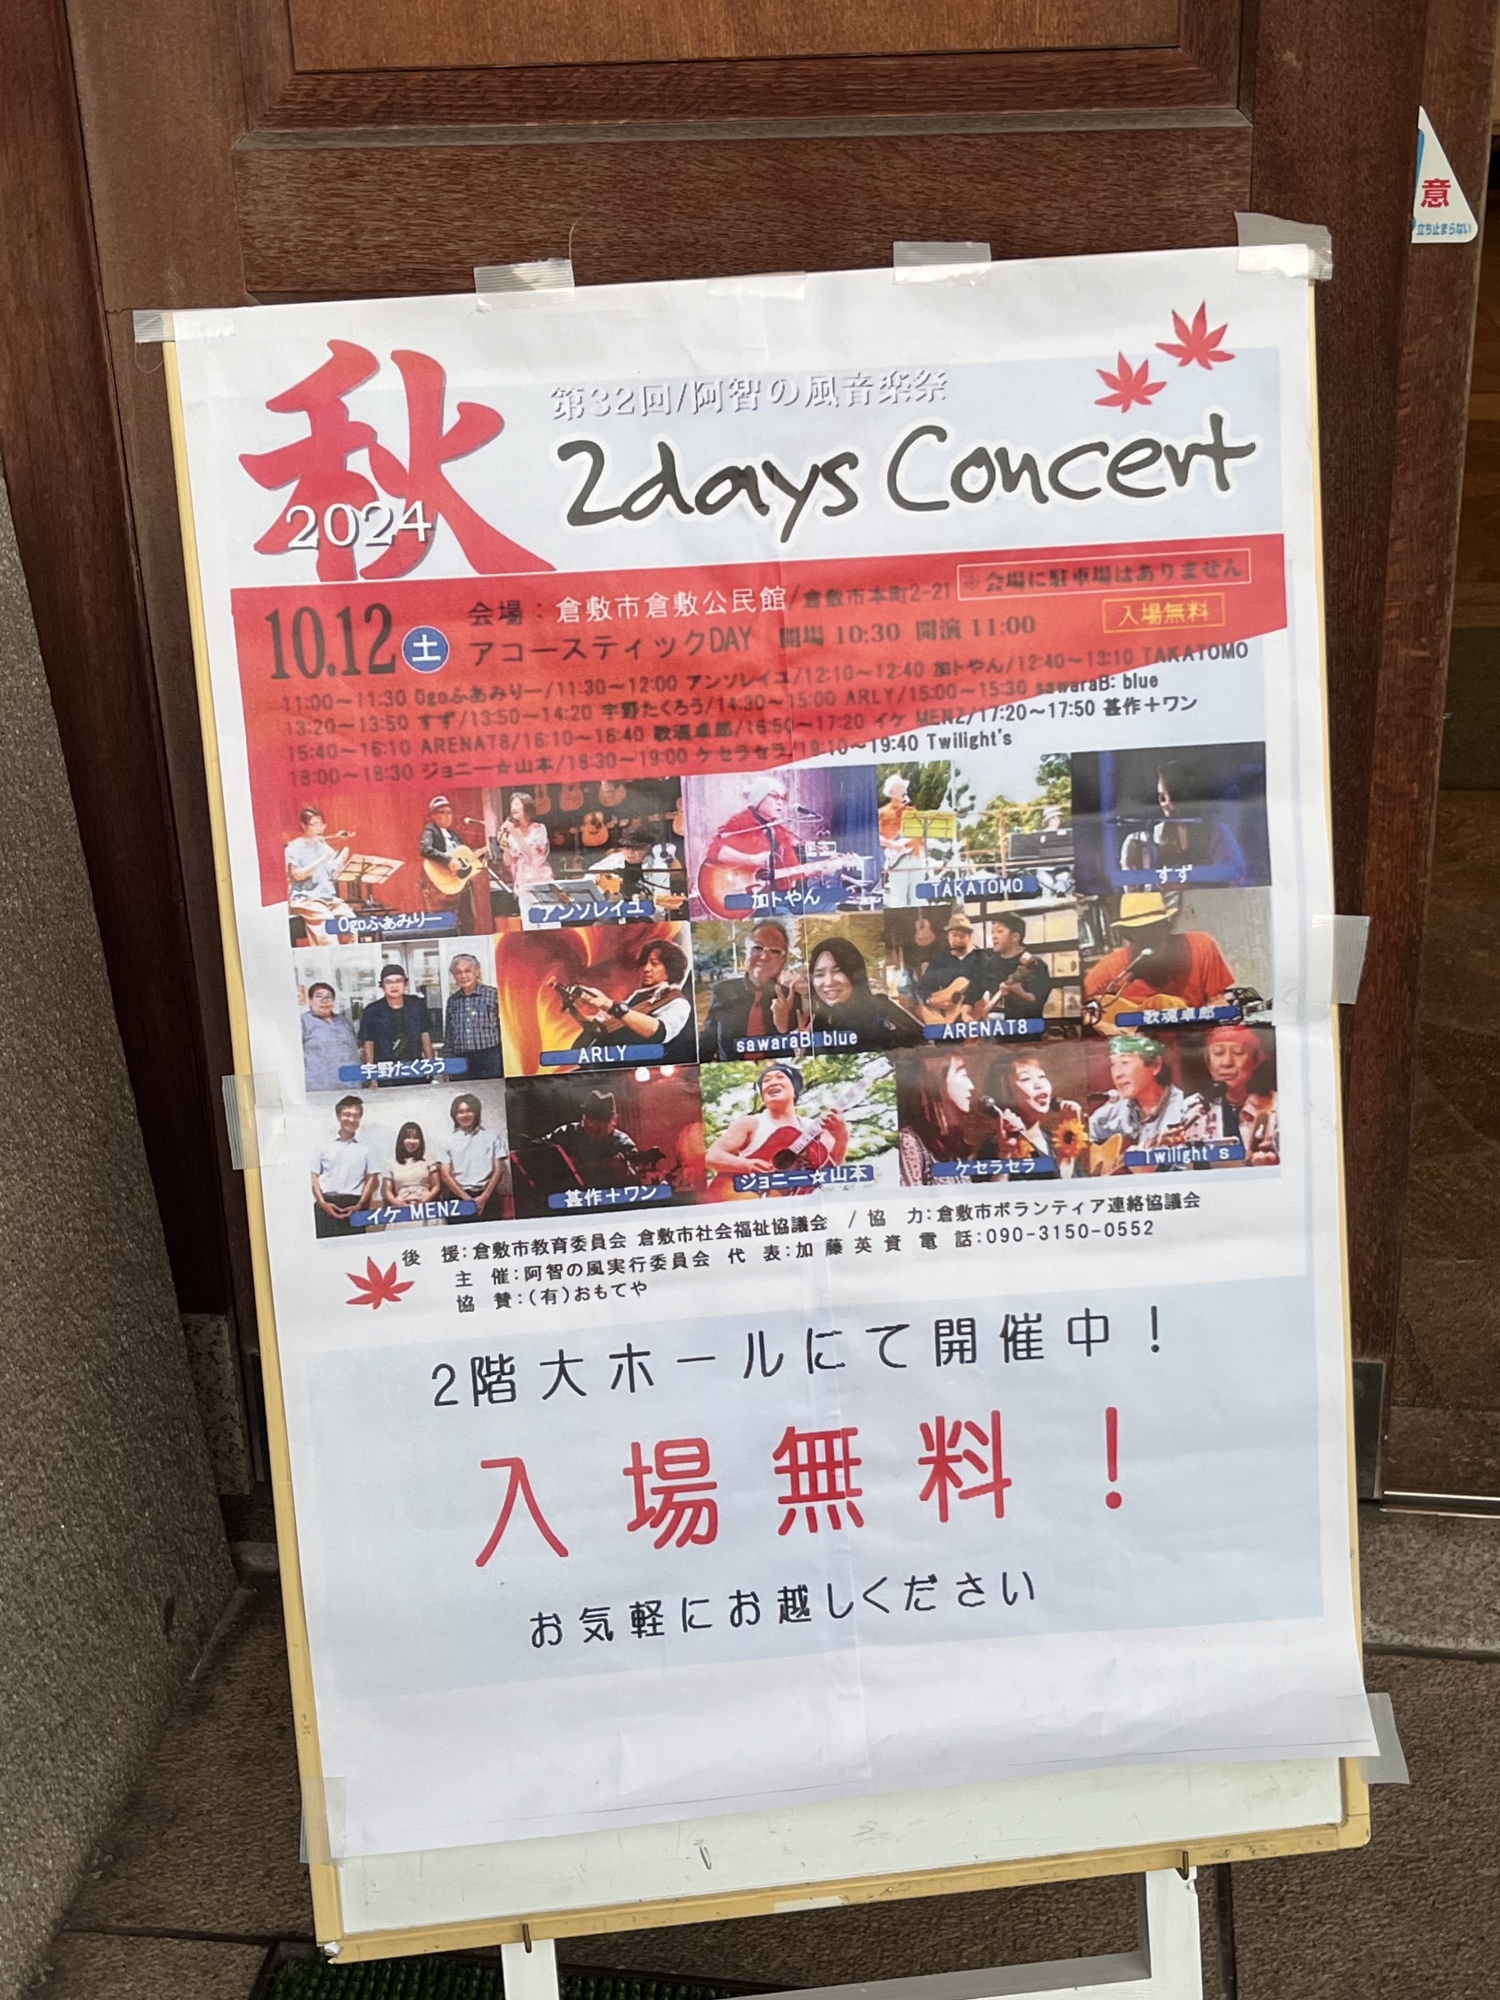 意
立ち止まらない
秋
2024
第32回/阿智の風音楽祭
2days Concert
10.12 土
会場：倉敷市倉敷公民館/倉敷市本町2-21 ※会場に駐車場はありません
アコースティックDAY 開場 10:30 開演 11:00 入場無料
11:00～11:30 Ogoふぁみりー/11:30～12:00 アンソレイユ/12:10～12:40 加トやん/12:40～13:10 TAKATOMO
13:20～13:50 すず/13:50～14:20 宇野たくろう/14:30～15:00 ARLY/15:00～15:30 sawaraB: blue
15:40～16:10 ARENAT8/16:10～16:40 歌魂卓郎/16:50～17:20 イケ MENZ/17:20～17:50 甚作＋ワン
18:00～18:30 ジョニー☆山本/18:30～19:00 ケセラセラ/19:10～19:40 Twilight's
Ogoふぁみりー アンソレイユ 加トやん TAKATOMO すず
宇野たくろう ARLY sawaraB: blue ARENAT8 歌魂卓郎
イケ MENZ 甚作＋ワン ジョニー☆山本 ケセラセラ Twilight's
後 援：倉敷市教育委員会 倉敷市社会福祉協議会 / 協 力：倉敷市ボランティア連絡協議会
主 催：阿智の風実行委員会 代 表：加 藤 英 資 電 話：090-3150-0552
協 賛：(有)おもてや
2階大ホールにて開催中！
入場無料！
お気軽にお越しください